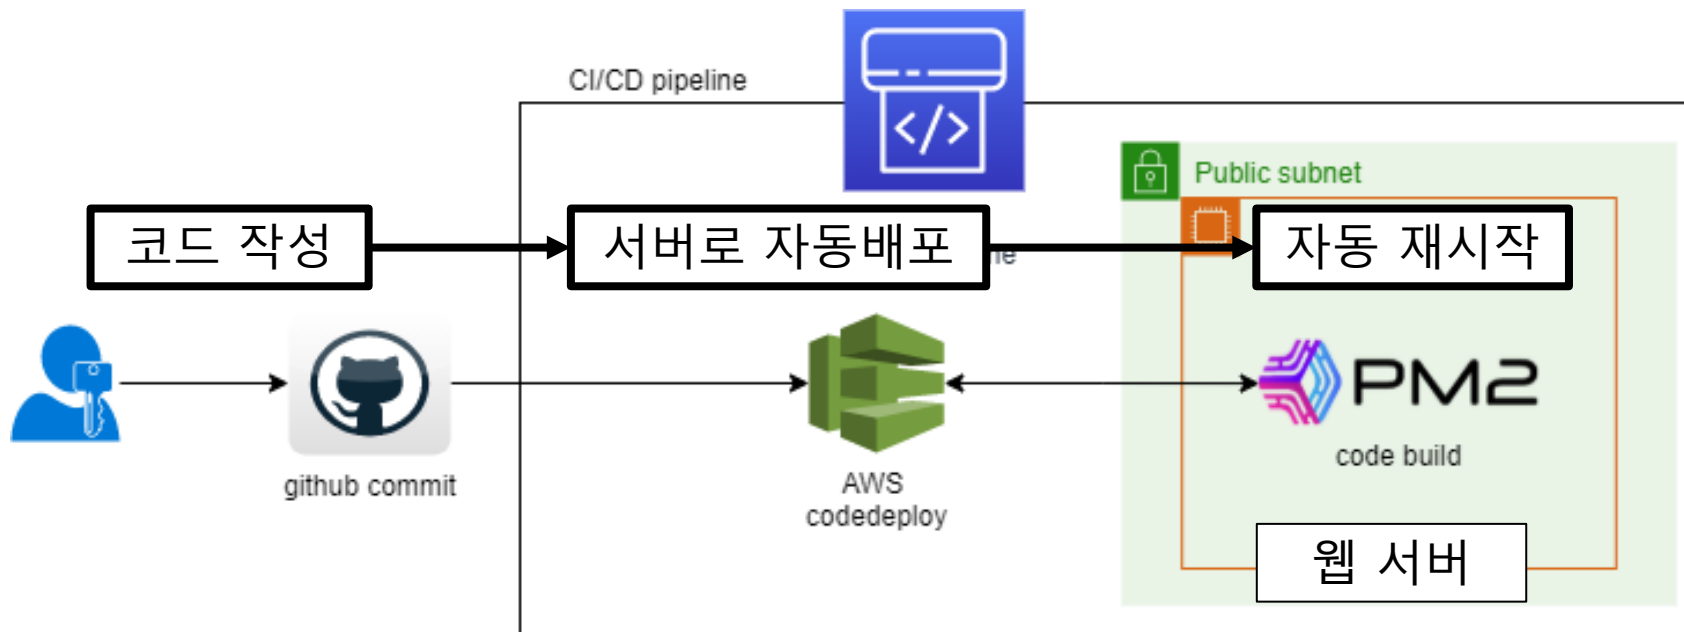 CI/CD pipeline
</>
Public subnet
코드 작성
서버로 자동배포
자동 재시작
PM2
code build
github commit
AWS
codedeploy
웹 서버